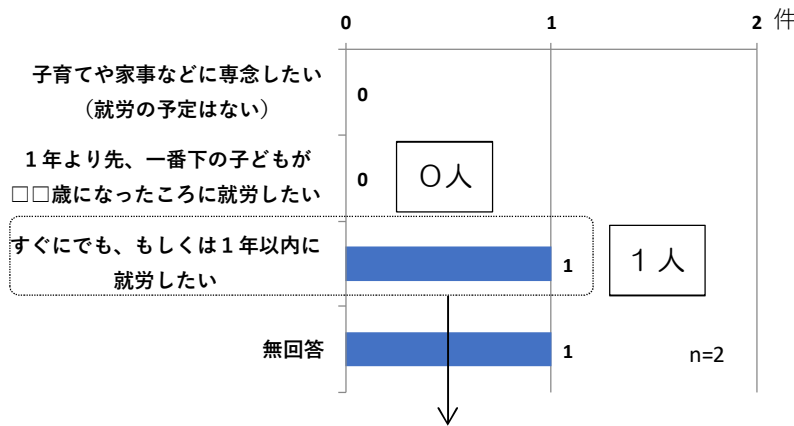 0 1 2 件
子育てや家事などに専念したい
（就労の予定はない）
0
１年より先、一番下の子どもが
□□歳になったころに就労したい
0
０人
すぐにでも、もしくは１年以内に
就労したい
1
１人
無回答
1
n=2